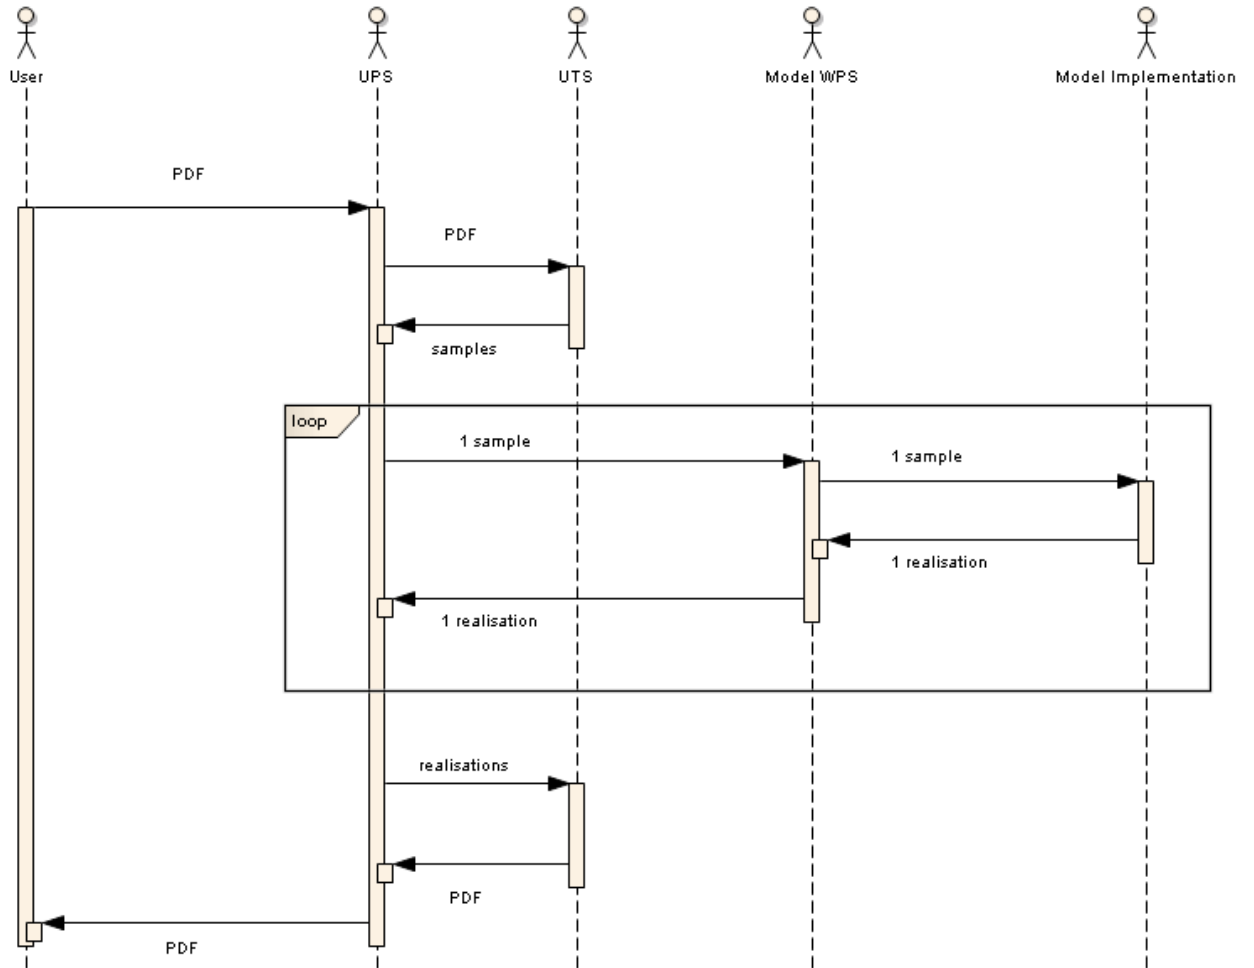 User
UPS
UTS
Model WPS
Model Implementation
PDF
PDF
samples
loop
1 sample
1 sample
1 realisation
1 realisation
realisations
PDF
PDF